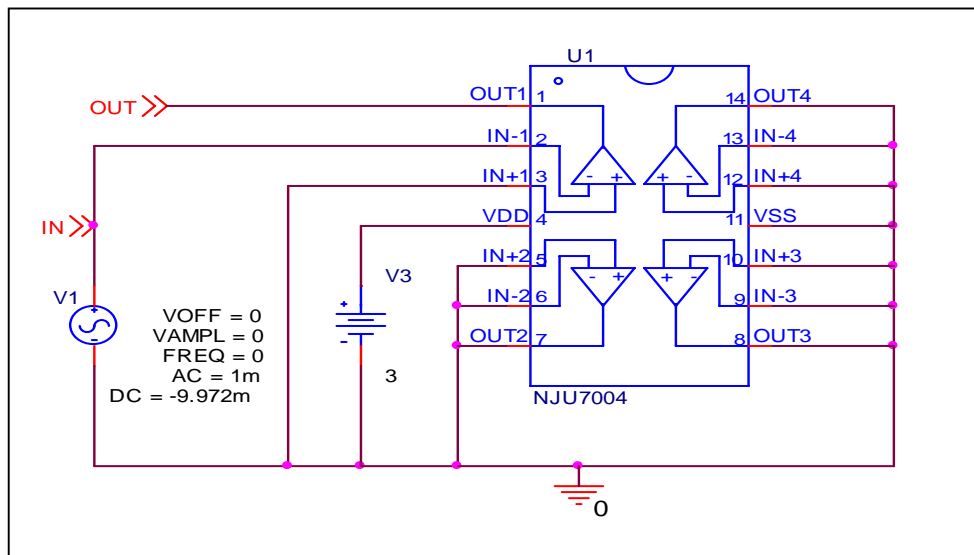 U1
OUT
OUT1
1
14
OUT4
IN-1
2
13
IN-4
IN+1
3
-
+
+
-
12
IN+4
IN
VDD
4
11
VSS
IN+2
5
10
IN+3
V1
+
-
VOFF = 0
VAMPL = 0
FREQ = 0
AC = 1m
DC = -9.972m
V3
+
-
3
-
+
+
-
IN-2
6
9
IN-3
OUT2
7
8
OUT3
NJU7004
0